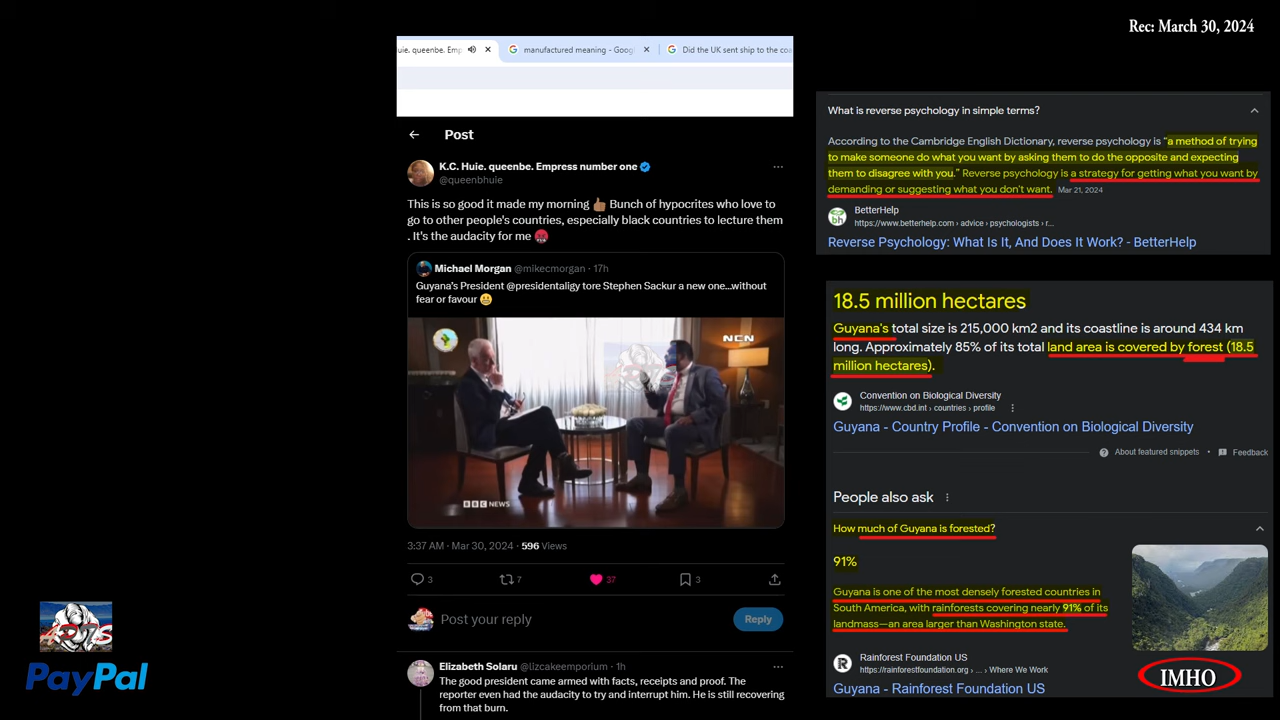 Rec: March 30, 2024
uie. queenbe. Emp
manufactured meaning - Goog
Did the UK sent ship to the coa
Post
K.C. Huie. queenbe. Empress number one
@queenbhuie
This is so good it made my morning 👍🏾 Bunch of hypocrites who love to
go to other people's countries, especially black countries to lecture them
. It's the audacity for me 🤬
Michael Morgan @mikecmorgan · 17h
Guyana's President @presidentaligy tore Stephen Sackur a new one...without
fear or favour 😀
NCN
BBC NEWS
3:37 AM · Mar 30, 2024 · 596 Views
3
7
37
3
Post your reply
Reply
Elizabeth Solaru @lizcakeemporium · 1h
The good president came armed with facts, receipts and proof. The
reporter even had the audacity to try and interrupt him. He is still recovering
from that burn.
What is reverse psychology in simple terms?
According to the Cambridge English Dictionary, reverse psychology is "a method of trying
to make someone do what you want by asking them to do the opposite and expecting
them to disagree with you." Reverse psychology is a strategy for getting what you want by
demanding or suggesting what you don't want. Mar 21, 2024
BetterHelp
https://www.betterhelp.com › advice › psychologists › r...
Reverse Psychology: What Is It, And Does It Work? - BetterHelp
18.5 million hectares
Guyana's total size is 215,000 km2 and its coastline is around 434 km
long. Approximately 85% of its total land area is covered by forest (18.5
million hectares).
Convention on Biological Diversity
https://www.cbd.int › countries › profile
Guyana - Country Profile - Convention on Biological Diversity
About featured snippets · Feedback
People also ask
How much of Guyana is forested?
91%
Guyana is one of the most densely forested countries in
South America, with rainforests covering nearly 91% of its
landmass—an area larger than Washington state.
Rainforest Foundation US
https://rainforestfoundation.org › ... › Where We Work
Guyana - Rainforest Foundation US
IMHO
PayPal